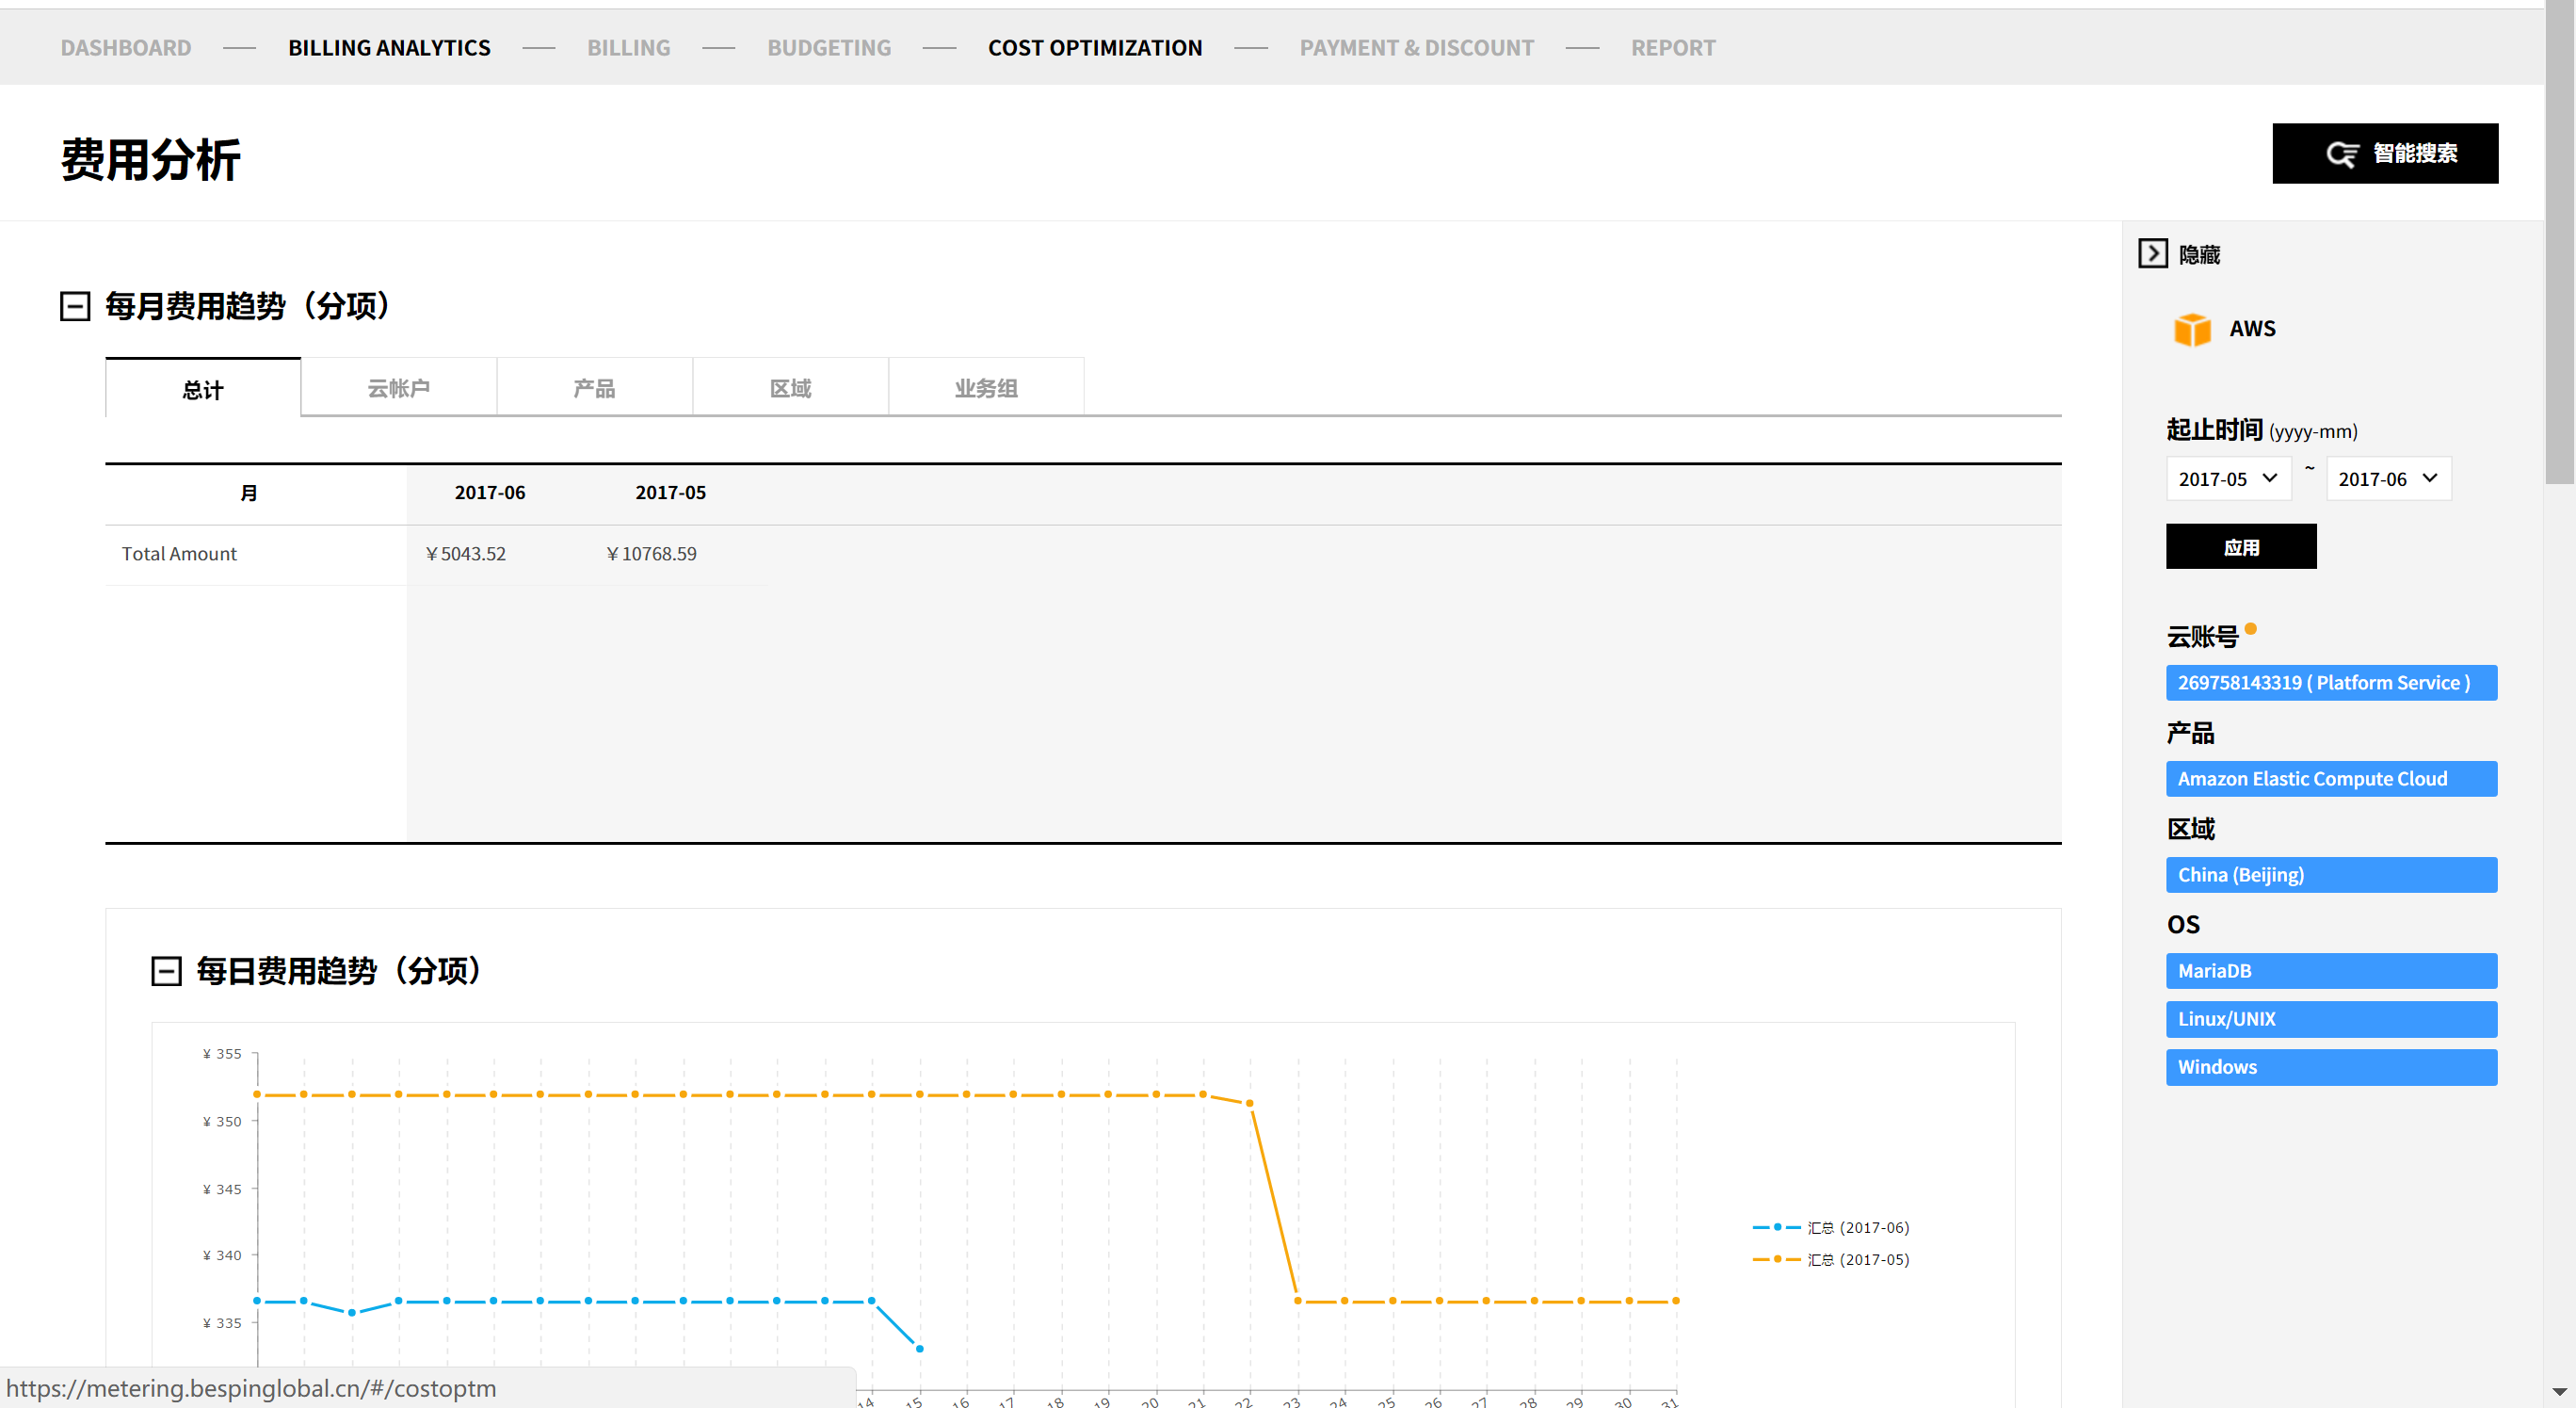 DASHBOARD — BILLING ANALYTICS — BILLING — BUDGETING — COST OPTIMIZATION — PAYMENT & DISCOUNT — REPORT
费用分析
智能搜索
隐藏
每月费用趋势（分项）
AWS
总计 云帐户 产品 区域 业务组
起止时间 (yyyy-mm)
2017-05 ~ 2017-06
月 2017-06 2017-05
应用
Total Amount ¥5043.52 ¥10768.59
云账号
269758143319 ( Platform Service )
产品
Amazon Elastic Compute Cloud
区域
China (Beijing)
OS
MariaDB
Linux/UNIX
Windows
每日费用趋势（分项）
¥ 355
¥ 350
¥ 345
¥ 340
¥ 335
汇总 (2017-06)
汇总 (2017-05)
14 15 16 17 18 19 20 21 22 23 24 25 26 27 28 29 30 31
https://metering.bespinglobal.cn/#/costoptm